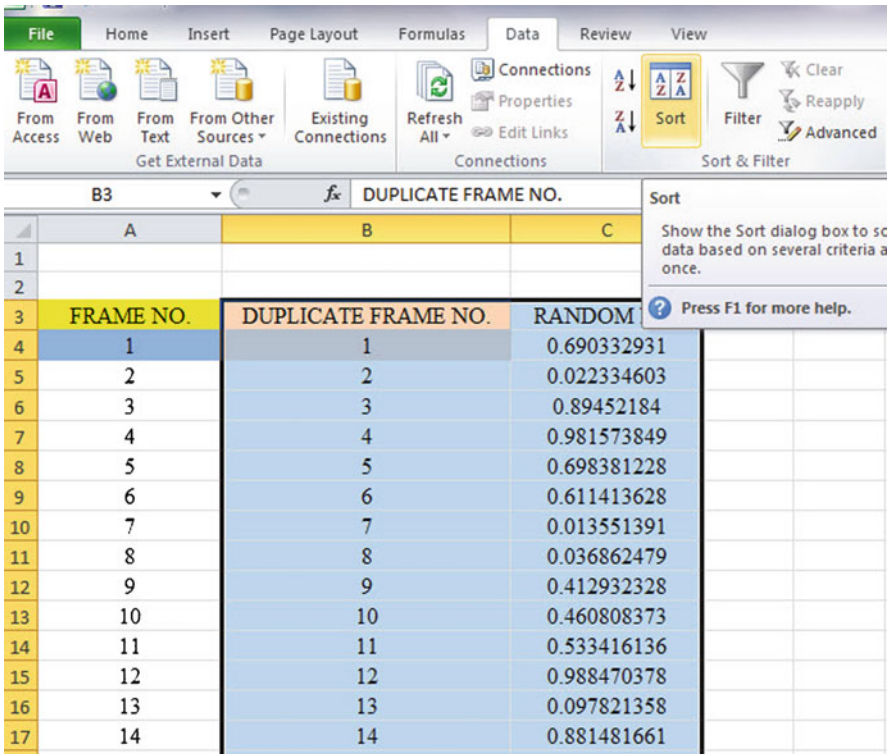 File Home Insert Page Layout Formulas Data Review View
From Access
From Web
From Text
From Other Sources
Existing Connections
Get External Data
Refresh All
Connections
Properties
Edit Links
Connections
A Z
Z A
A Z Z A
Sort
Filter
Clear
Reapply
Advanced
Sort & Filter
B3 fx DUPLICATE FRAME NO.
Sort
Show the Sort dialog box to
data based on several criteria
once.
Press F1 for more help.
A B C
1
2
3 FRAME NO. DUPLICATE FRAME NO. RANDOM
4 1 1 0.690332931
5 2 2 0.022334603
6 3 3 0.89452184
7 4 4 0.981573849
8 5 5 0.698381228
9 6 6 0.611413628
10 7 7 0.013551391
11 8 8 0.036862479
12 9 9 0.412932328
13 10 10 0.460808373
14 11 11 0.533416136
15 12 12 0.988470378
16 13 13 0.097821358
17 14 14 0.881481661